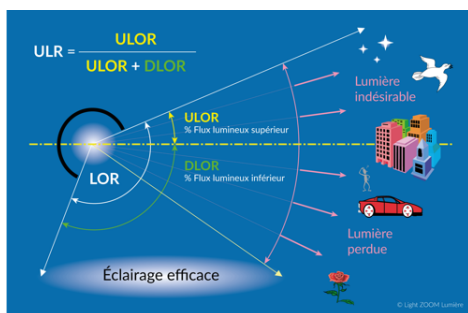 ULR =
ULOR
ULOR + DLOR
ULOR
% Flux lumineux supérieur
LOR
DLOR
% Flux lumineux inférieur
Lumière
indésirable
Lumière
perdue
Éclairage efficace
© Light ZOOM Lumière